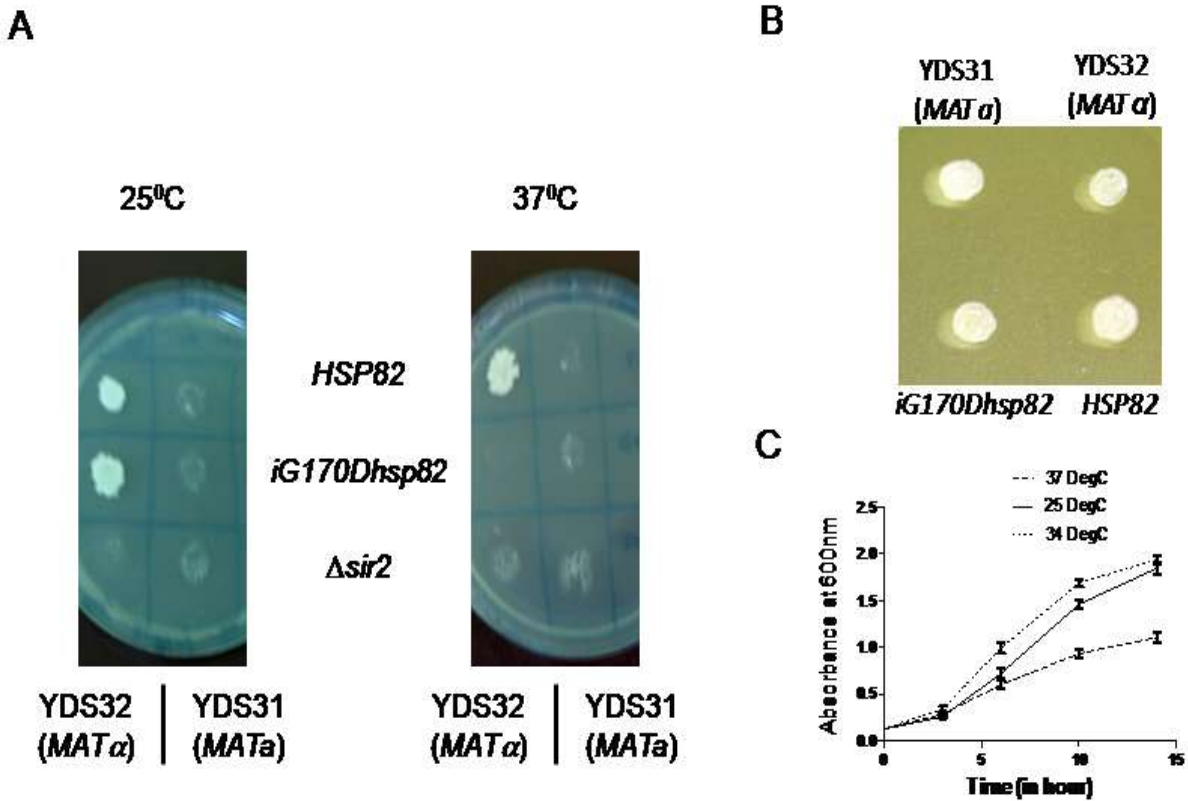 A
B
YDS31
(MAT a)
YDS32
(MAT α)
25⁰C
37⁰C
HSP82
iG170Dhsp82
Δsir2
iG170Dhsp82 HSP82
YDS32
(MATα)
YDS31
(MATa)
YDS32
(MATα)
YDS31
(MATa)
C
37 DegC
25 DegC
34 DegC
Absorbance at 600nm
2.5
2.0
1.5
1.0
0.5
0.0
0 5 10 15
Time (in hour)